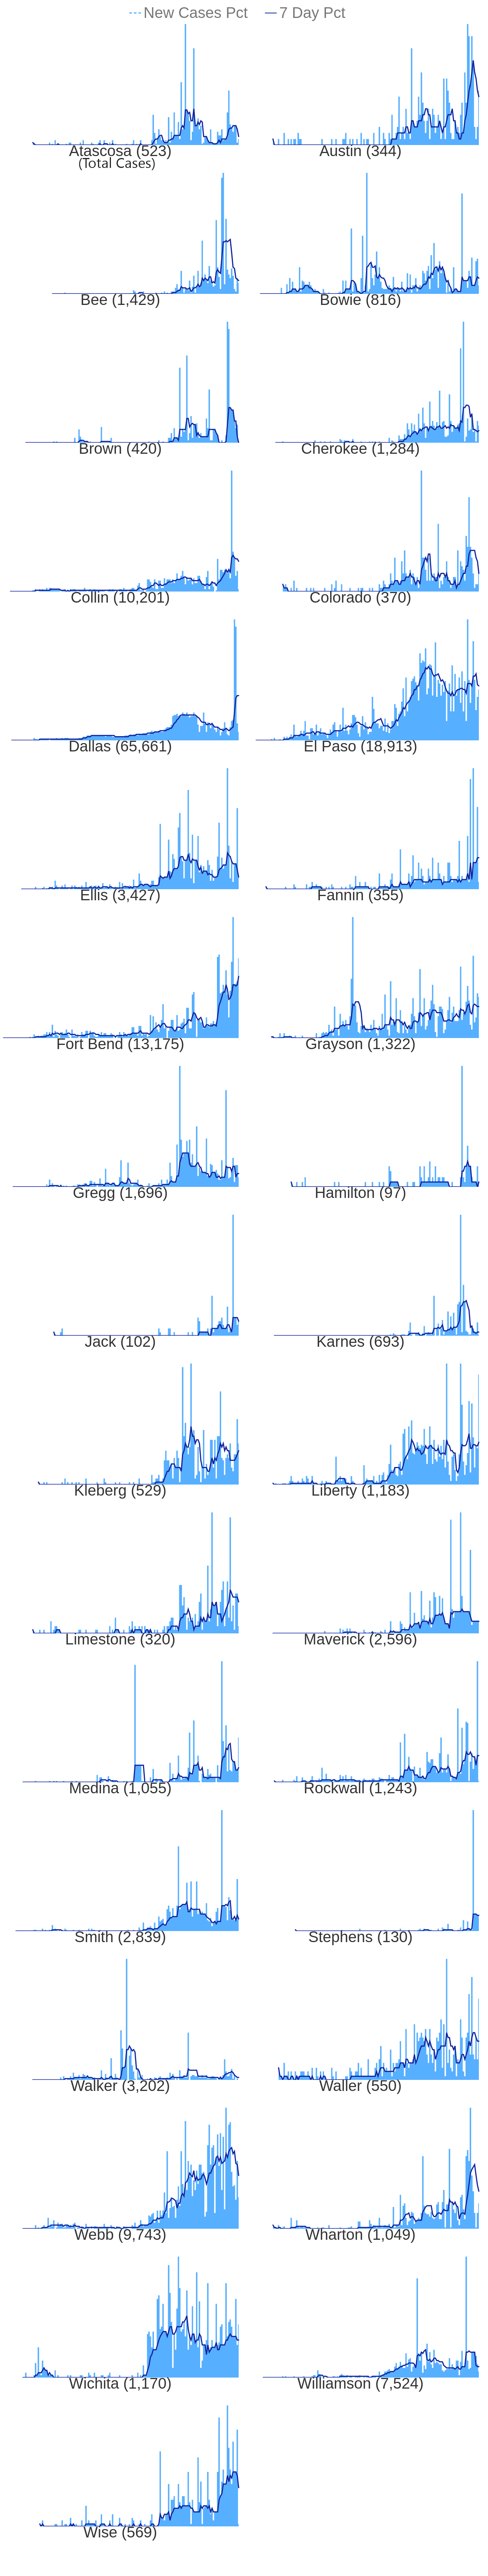 New Cases Pct 7 Day Pct
Atascosa (523) Austin (344)
(Total Cases)
Bee (1,429) Bowie (816)
Brown (420) Cherokee (1,284)
Collin (10,201) Colorado (370)
Dallas (65,661) El Paso (18,913)
Ellis (3,427) Fannin (355)
Fort Bend (13,175) Grayson (1,322)
Gregg (1,696) Hamilton (97)
Jack (102) Karnes (693)
Kleberg (529) Liberty (1,183)
Limestone (320) Maverick (2,596)
Medina (1,055) Rockwall (1,243)
Smith (2,839) Stephens (130)
Walker (3,202) Waller (550)
Webb (9,743) Wharton (1,049)
Wichita (1,170) Williamson (7,524)
Wise (569)